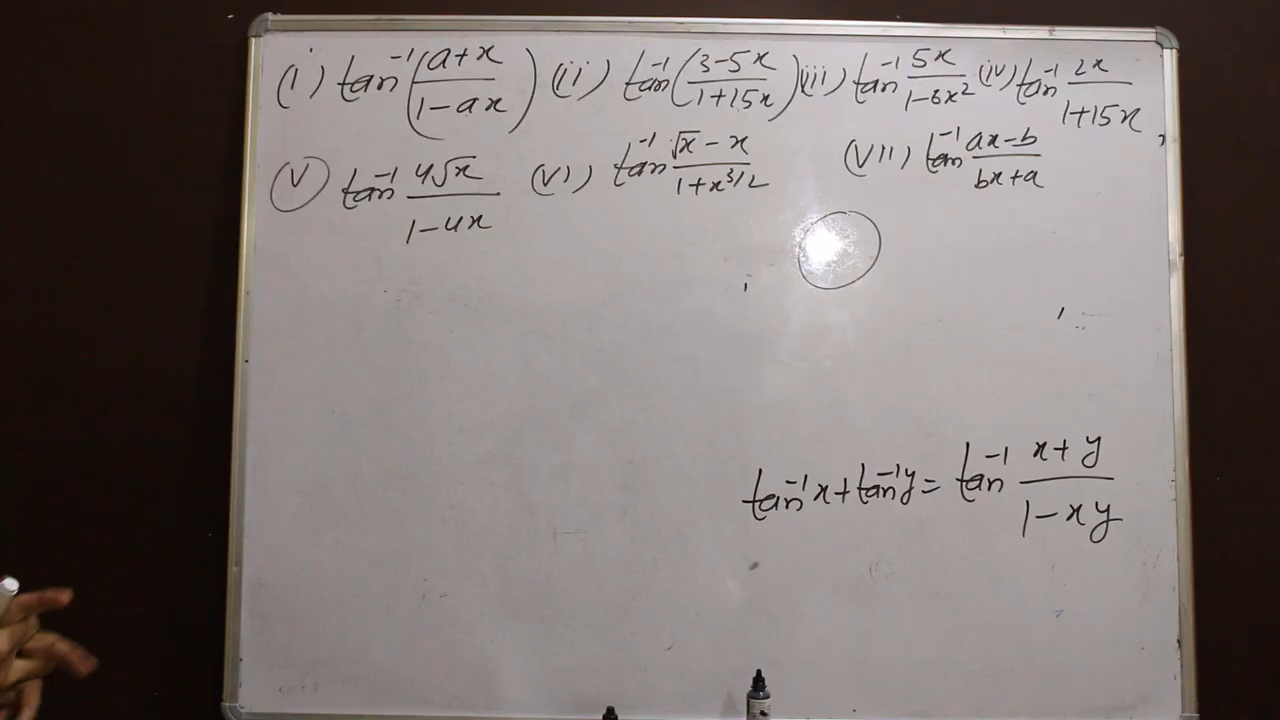 (i) tan⁻¹(a+x / 1-ax) (ii) tan⁻¹(3-5x / 1+15x) (iii) tan⁻¹ 5x / 1-6x² (iv) tan⁻¹ 2x / 1+15x,
(V) tan⁻¹ 4√x / 1-4x (VI) tan⁻¹ √x - x / 1+x^3/2 (VII) tan⁻¹ ax-b / bx+a
tan⁻¹x + tan⁻¹y = tan⁻¹ x+y / 1-xy